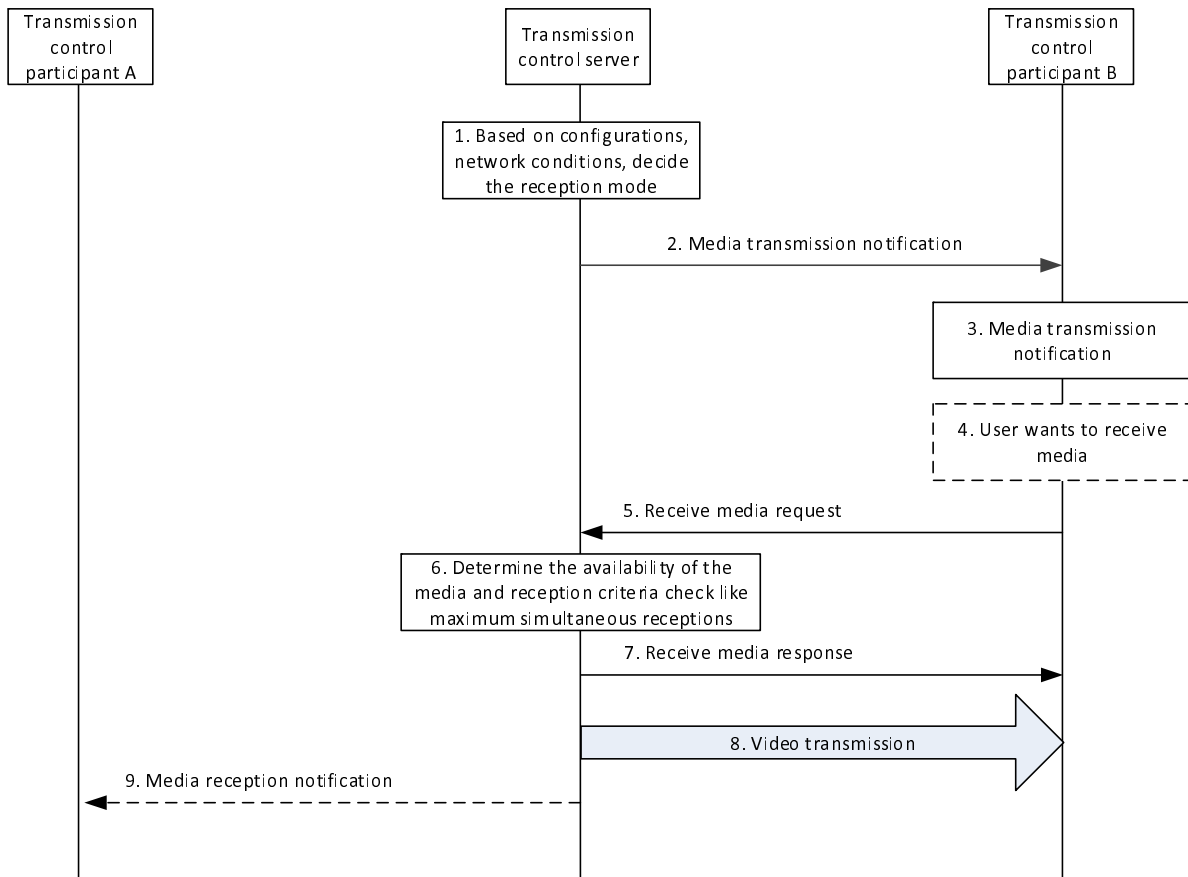 Transmission
control
participant A
Transmission
control server
Transmission
control
participant B
1. Based on configurations,
network conditions, decide
the reception mode
2. Media transmission notification
3. Media transmission
notification
4. User wants to receive
media
5. Receive media request
6. Determine the availability of the
media and reception criteria check like
maximum simultaneous receptions
7. Receive media response
8. Video transmission
9. Media reception notification